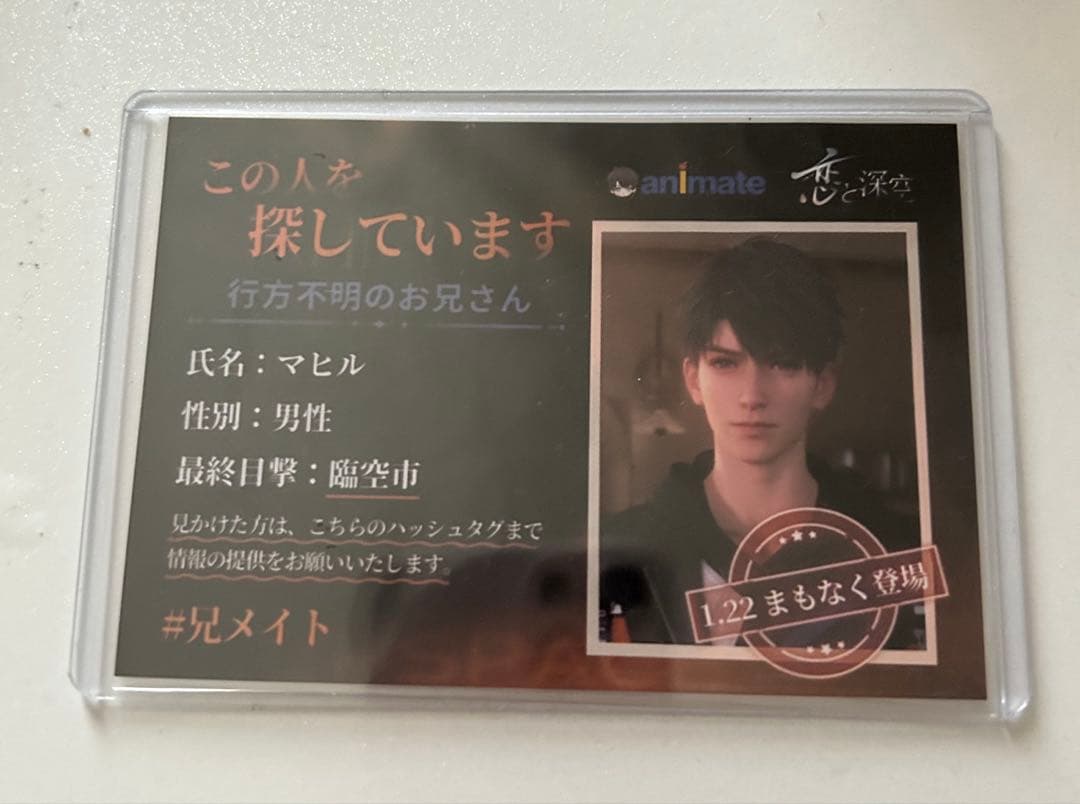 この人を
探しています
行方不明のお兄さん
氏名：マヒル
性別：男性
最終目撃：臨空市
見かけた方は、こちらのハッシュタグまで
情報の提供をお願いいたします。
#兄メイト
animate
恋と深空
1.22 まもなく登場